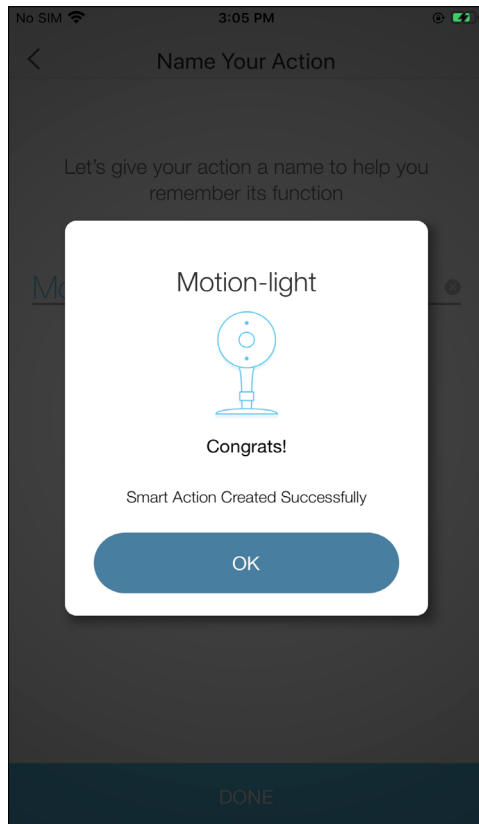 No SIM 3:05 PM
Name Your Action
Let's give your action a name to help you
remember its function
Mo
Motion-light
Congrats!
Smart Action Created Successfully
OK
DONE